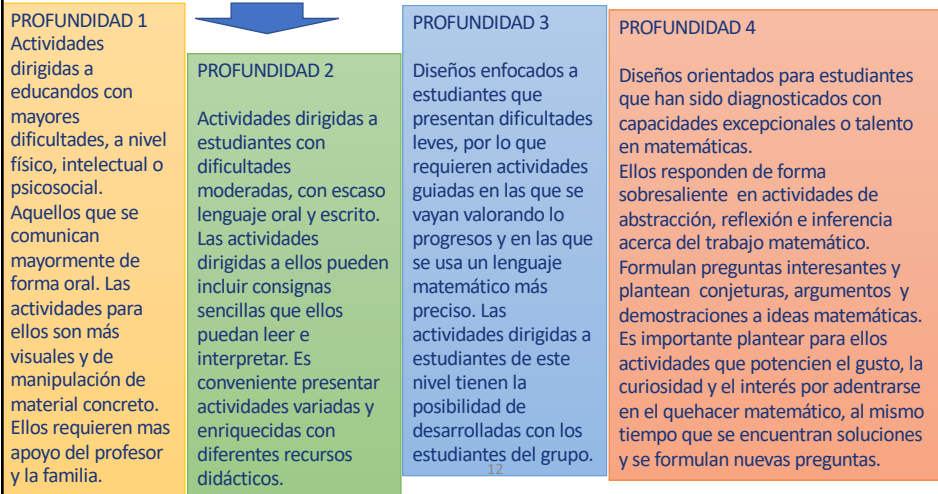 PROFUNDIDAD 1
Actividades
dirigidas a
educandos con
mayores
dificultades, a nivel
físico, intelectual o
psicosocial.
Aquellos que se
comunican
mayormente de
forma oral. Las
actividades para
ellos son más
visuales y de
manipulación de
material concreto.
Ellos requieren mas
apoyo del profesor
y la familia.
PROFUNDIDAD 2
Actividades dirigidas a
estudiantes con
dificultades
moderadas, con escaso
lenguaje oral y escrito.
Las actividades
dirigidas a ellos pueden
incluir consignas
sencillas que ellos
puedan leer e
interpretar. Es
conveniente presentar
actividades variadas y
enriquecidas con
diferentes recursos
didácticos.
PROFUNDIDAD 3
Diseños enfocados a
estudiantes que
presentan dificultades
leves, por lo que
requieren actividades
guiadas en las que se
vayan valorando lo
progresos y en las que
se usa un lenguaje
matemático más
preciso. Las
actividades dirigidas a
estudiantes de este
nivel tienen la
posibilidad de
desarrolladas con los
estudiantes del grupo.
12
PROFUNDIDAD 4
Diseños orientados para estudiantes
que han sido diagnosticados con
capacidades excepcionales o talento
en matemáticas.
Ellos responden de forma
sobresaliente en actividades de
abstracción, reflexión e inferencia
acerca del trabajo matemático.
Formulan preguntas interesantes y
plantean conjeturas, argumentos y
demostraciones a ideas matemáticas.
Es importante plantear para ellos
actividades que potencien el gusto, la
curiosidad y el interés por adentrarse
en el quehacer matemático, al mismo
tiempo que se encuentran soluciones
y se formulan nuevas preguntas.